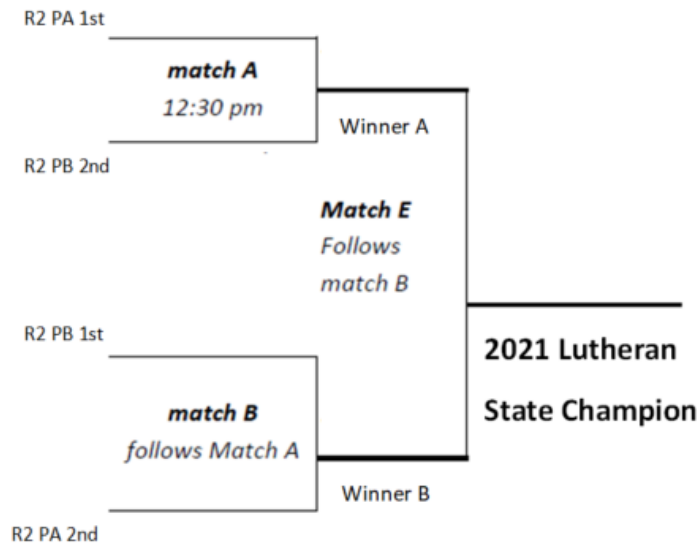 R2 PA 1st
match A
12:30 pm
Winner A
R2 PB 2nd
Match E
Follows
match B
R2 PB 1st
2021 Lutheran
State Champion
match B
follows Match A
Winner B
R2 PA 2nd